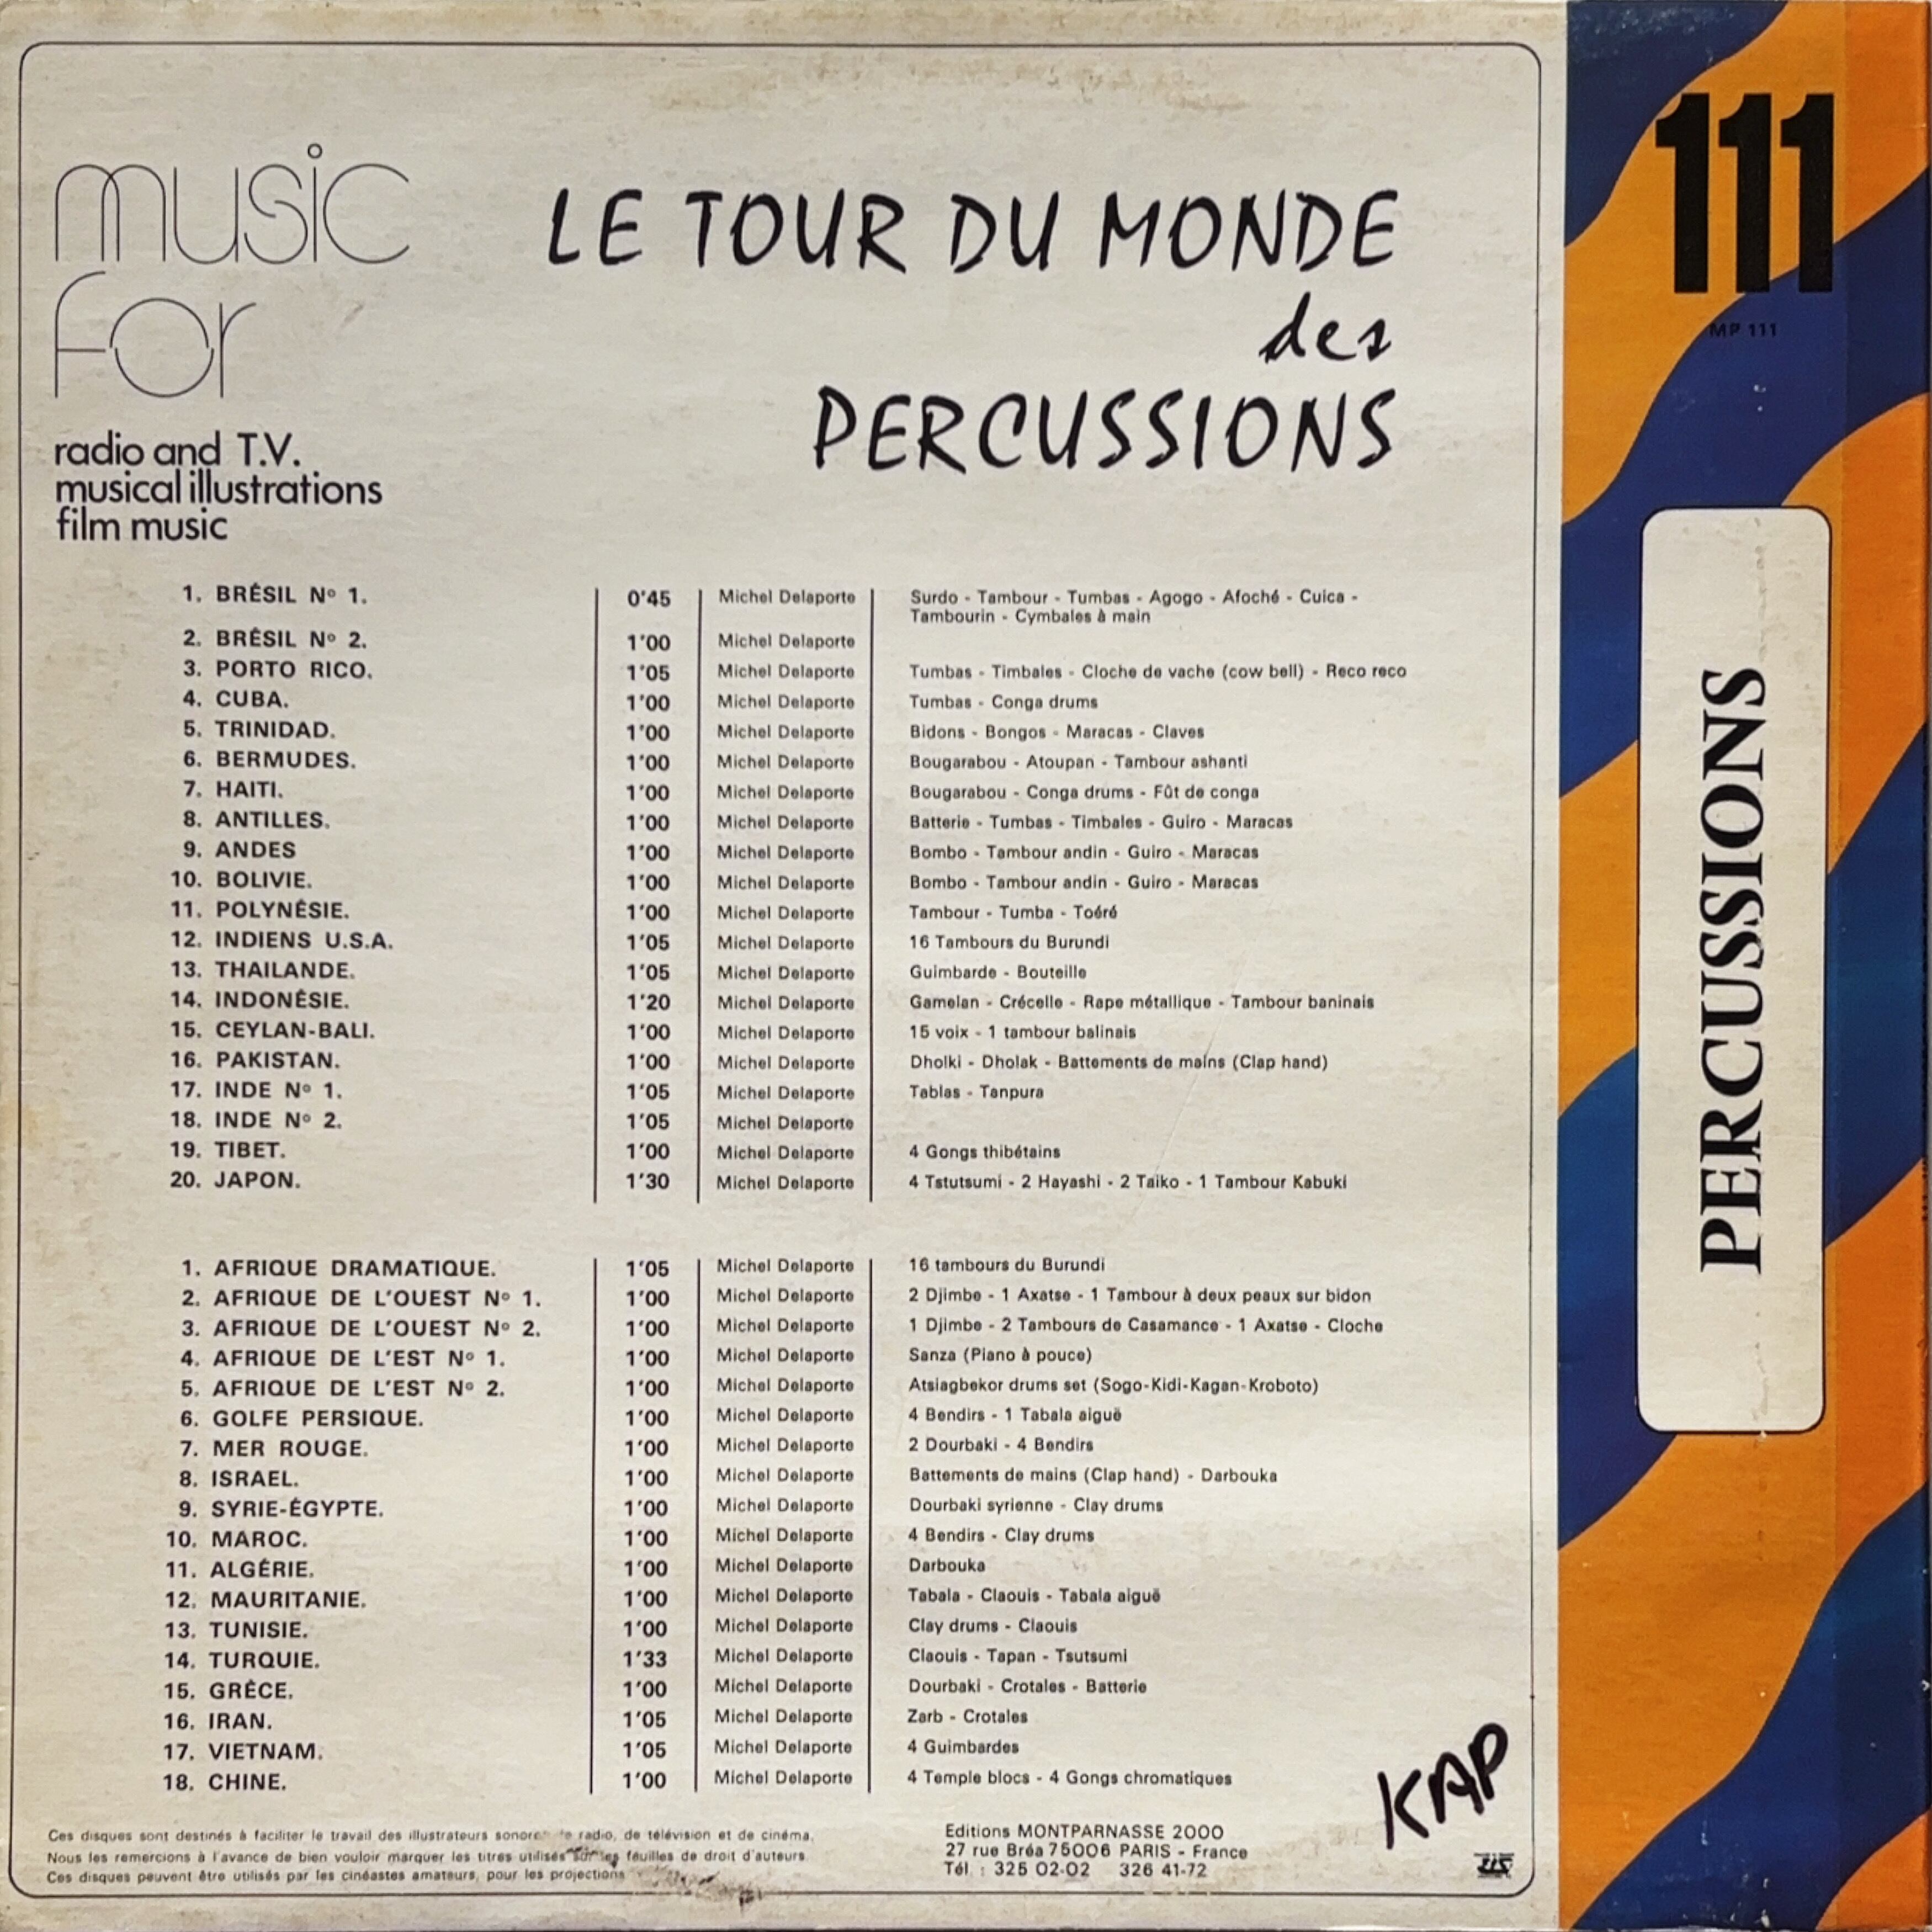 music
for
radio and T.V.
musical illustrations
film music
LE TOUR DU MONDE
des
PERCUSSIONS
1. BRÉSIL Nº 1. 0'45 Michel Delaporte Surdo - Tambour - Tumbas - Agogo - Afoché - Cuica -
Tambourin - Cymbales à main
2. BRÉSIL Nº 2. 1'00 Michel Delaporte
3. PORTO RICO. 1'05 Michel Delaporte Tumbas - Timbales - Cloche de vache (cow bell) - Reco reco
4. CUBA. 1'00 Michel Delaporte Tumbas - Conga drums
5. TRINIDAD. 1'00 Michel Delaporte Bidons - Bongos - Maracas - Claves
6. BERMUDES. 1'00 Michel Delaporte Bougarabou - Atoupan - Tambour ashanti
7. HAITI. 1'00 Michel Delaporte Bougarabou - Conga drums - Fût de conga
8. ANTILLES. 1'00 Michel Delaporte Batterie - Tumbas - Timbales - Guiro - Maracas
9. ANDES 1'00 Michel Delaporte Bombo - Tambour andin - Guiro - Maracas
10. BOLIVIE. 1'00 Michel Delaporte Bombo - Tambour andin - Guiro - Maracas
11. POLYNÉSIE. 1'00 Michel Delaporte Tambour - Tumba - Toéré
12. INDIENS U.S.A. 1'05 Michel Delaporte 16 Tambours du Burundi
13. THAILANDE. 1'05 Michel Delaporte Guimbarde - Bouteille
14. INDONÉSIE. 1'20 Michel Delaporte Gamelan - Crécelle - Rape métallique - Tambour baninais
15. CEYLAN-BALI. 1'00 Michel Delaporte 15 voix - 1 tambour balinais
16. PAKISTAN. 1'00 Michel Delaporte Dholki - Dholak - Battements de mains (Clap hand)
17. INDE Nº 1. 1'05 Michel Delaporte Tablas - Tanpura
18. INDE Nº 2. 1'05 Michel Delaporte
19. TIBET. 1'00 Michel Delaporte 4 Gongs thibétains
20. JAPON. 1'30 Michel Delaporte 4 Tstutsumi - 2 Hayashi - 2 Taiko - 1 Tambour Kabuki
1. AFRIQUE DRAMATIQUE. 1'05 Michel Delaporte 16 tambours du Burundi
2. AFRIQUE DE L'OUEST Nº 1. 1'00 Michel Delaporte 2 Djimbe - 1 Axatse - 1 Tambour à deux peaux sur bidon
3. AFRIQUE DE L'OUEST Nº 2. 1'00 Michel Delaporte 1 Djimbe - 2 Tambours de Casamance - 1 Axatse - Cloche
4. AFRIQUE DE L'EST Nº 1. 1'00 Michel Delaporte Sanza (Piano à pouce)
5. AFRIQUE DE L'EST Nº 2. 1'00 Michel Delaporte Atsiagbekor drums set (Sogo-Kidi-Kagan-Kroboto)
6. GOLFE PERSIQUE. 1'00 Michel Delaporte 4 Bendirs - 1 Tabala aiguë
7. MER ROUGE. 1'00 Michel Delaporte 2 Dourbaki - 4 Bendirs
8. ISRAEL. 1'00 Michel Delaporte Battements de mains (Clap hand) - Darbouka
9. SYRIE-ÉGYPTE. 1'00 Michel Delaporte Dourbaki syrienne - Clay drums
10. MAROC. 1'00 Michel Delaporte 4 Bendirs - Clay drums
11. ALGÉRIE. 1'00 Michel Delaporte Darbouka
12. MAURITANIE. 1'00 Michel Delaporte Tabala - Claouis - Tabala aiguë
13. TUNISIE. 1'00 Michel Delaporte Clay drums - Claouis
14. TURQUIE. 1'33 Michel Delaporte Claouis - Tapan - Tsutsumi
15. GRÈCE. 1'00 Michel Delaporte Dourbaki - Crotales - Batterie
16. IRAN. 1'05 Michel Delaporte Zarb - Crotales
17. VIETNAM. 1'05 Michel Delaporte 4 Guimbardes
18. CHINE. 1'00 Michel Delaporte 4 Temple blocs - 4 Gongs chromatiques
Ces disques sont destinés à faciliter le travail des illustrateurs sonores de radio, de télévision et de cinéma.
Nous les remercions à l'avance de bien vouloir marquer les titres utilisés sur les feuilles de droit d'auteurs.
Ces disques peuvent être utilisés par les cinéastes amateurs, pour les projections
Editions MONTPARNASSE 2000
27 rue Bréa 75006 PARIS - France
Tél. : 325 02-02 326 41-72
KAP
111
MP 111
PERCUSSIONS